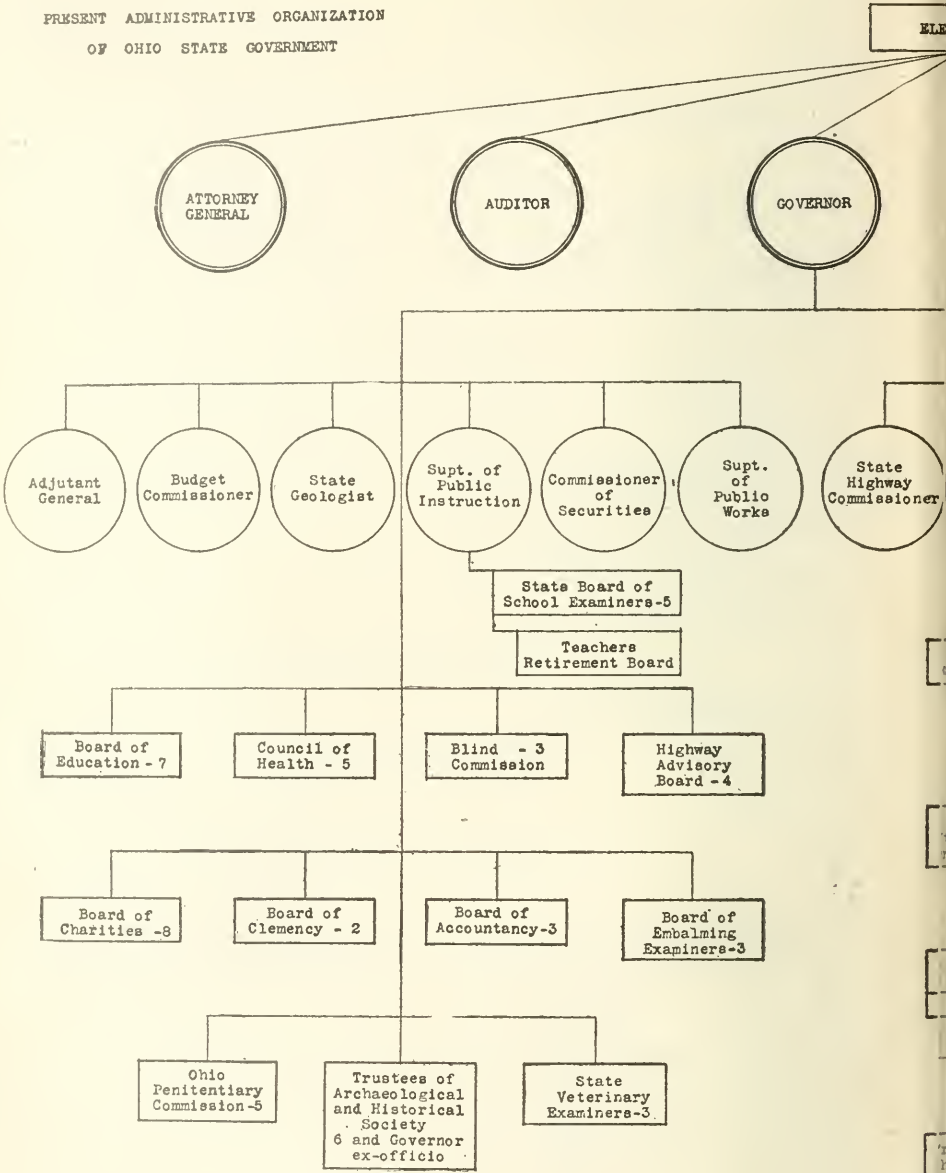 PRESENT ADMINISTRATIVE ORGANIZATION
OF OHIO STATE GOVERNMENT
ATTORNEY
GENERAL
AUDITOR
GOVERNOR
Adjutant
General
Budget
Commissioner
State
Geologist
Supt. of
Public
Instruction
Commissioner
of
Securities
Supt.
of
Public
Works
State
Highway
Commissioner
State Board of
School Examiners-5
Teachers
Retirement Board
Board of
Education - 7
Council of
Health - 5
Blind - 3
Commission
Highway
Advisory
Board - 4
Board of
Charities -8
Board of
Clemency - 2
Board of
Accountancy-3
Board of
Embalming
Examiners-3
Ohio
Penitentiary
Commission-5
Trustees of
Archaeological
and Historical
Society
6 and Governor
ex-officio
State
Veterinary
Examiners-3